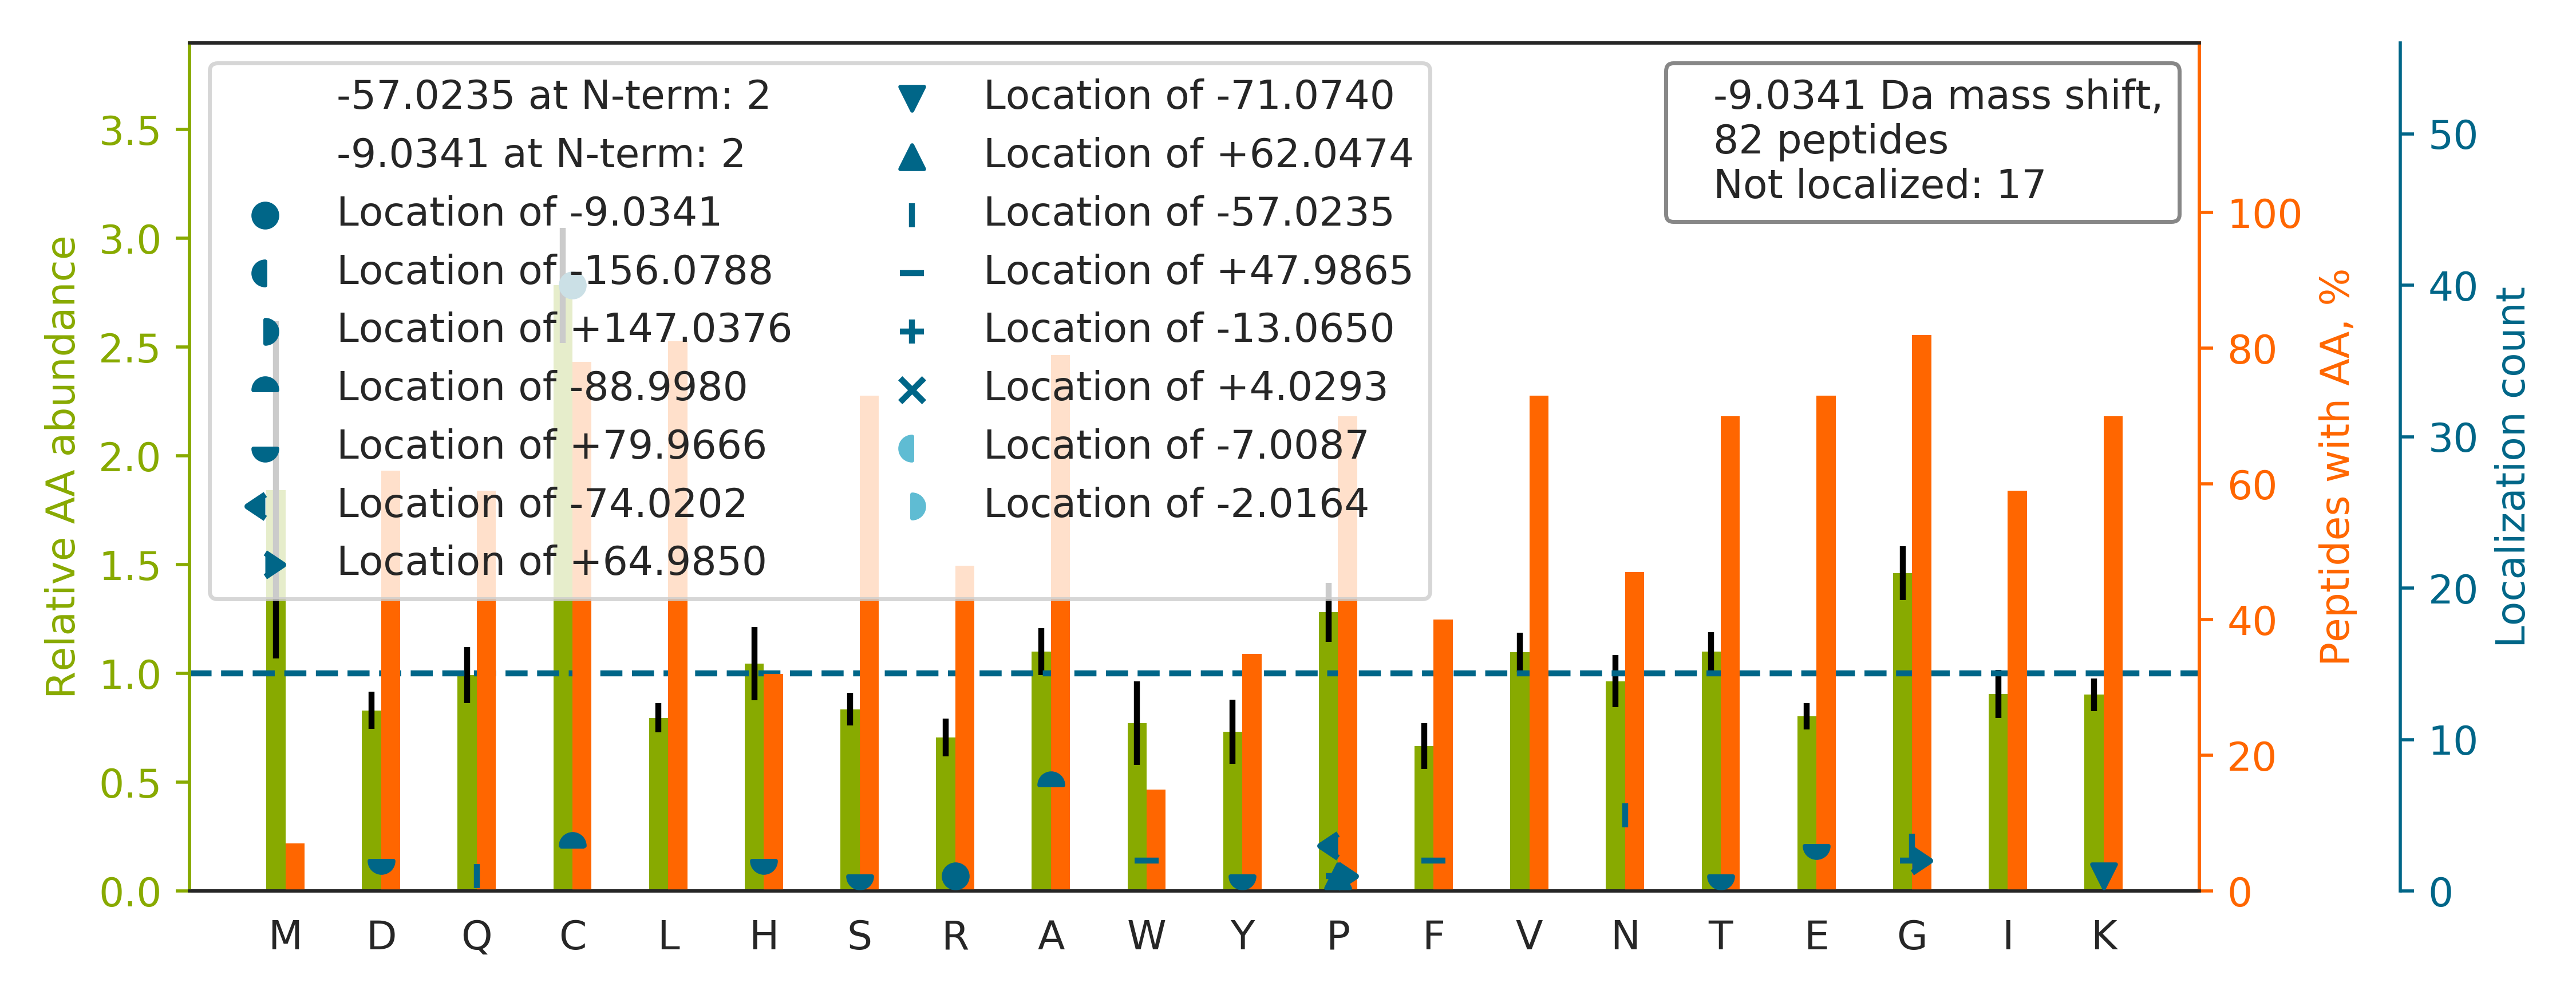 -57.0235 at N-term: 2
-9.0341 at N-term: 2
Location of -9.0341
Location of -156.0788
Location of +147.0376
Location of -88.9980
Location of +79.9666
Location of -74.0202
Location of +64.9850
Location of -71.0740
Location of +62.0474
Location of -57.0235
Location of +47.9865
Location of -13.0650
Location of +4.0293
Location of -7.0087
Location of -2.0164
-9.0341 Da mass shift,
82 peptides
Not localized: 17
Relative AA abundance
3.5
3.0
2.5
2.0
1.5
1.0
0.5
0.0
M D Q C L H S R A W Y P F V N T E G I K
100
80
60
40
20
0
Peptides with AA, %
50
40
30
20
10
0
Localization count